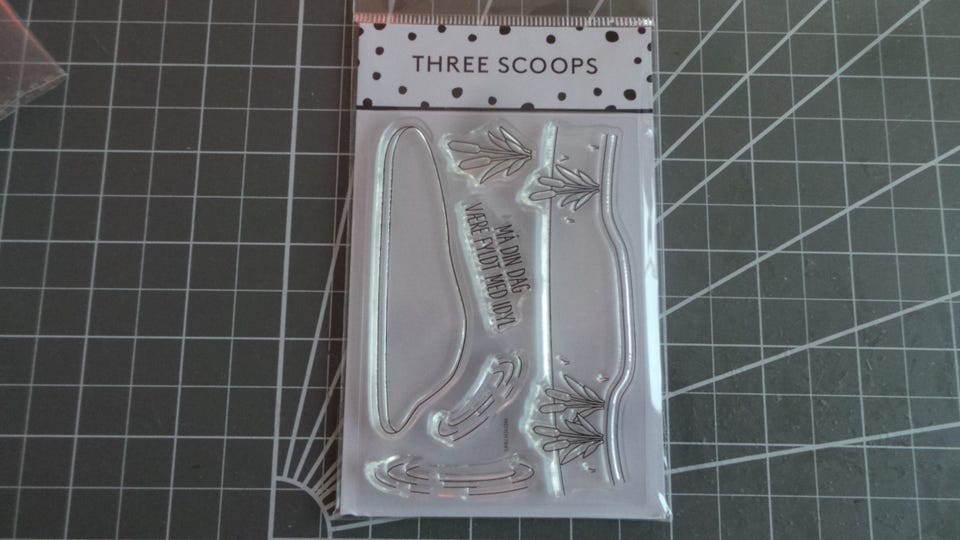 THREE SCOOPS
MÅ DIN DAG
VÆRE FYLDT MED IDYL